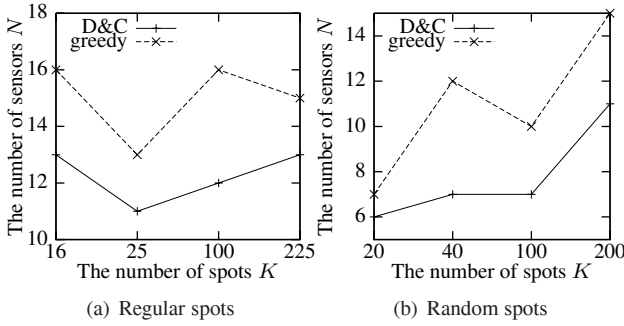 The number of sensors N
18
16
14
12
10
D&C
greedy
16
25
100
225
The number of spots K
(a) Regular spots
The number of sensors N
14
12
10
8
6
D&C
greedy
20
40
100
200
The number of spots K
(b) Random spots